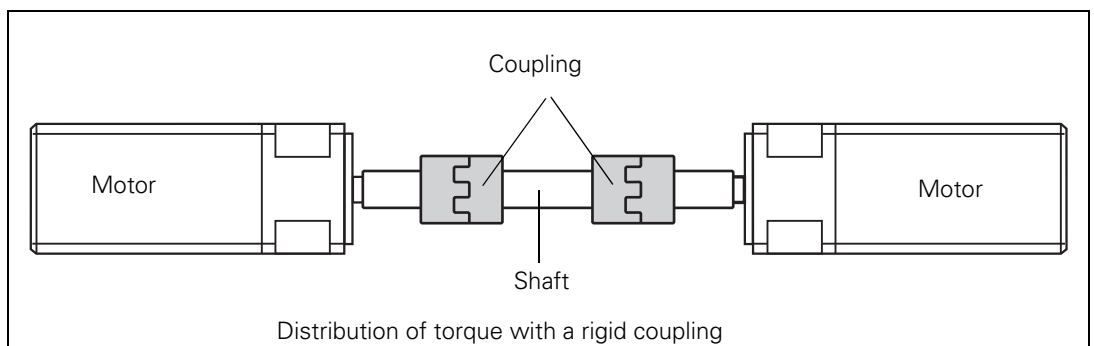 Coupling
Motor
Motor
Shaft
Distribution of torque with a rigid coupling